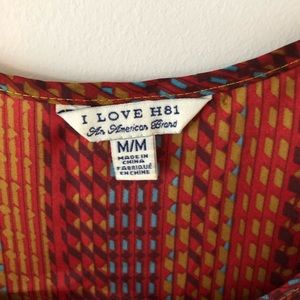 I LOVE H81
An American Brand
M/M
MADE IN
CHINA
FABRIQUÉ
EN CHINE